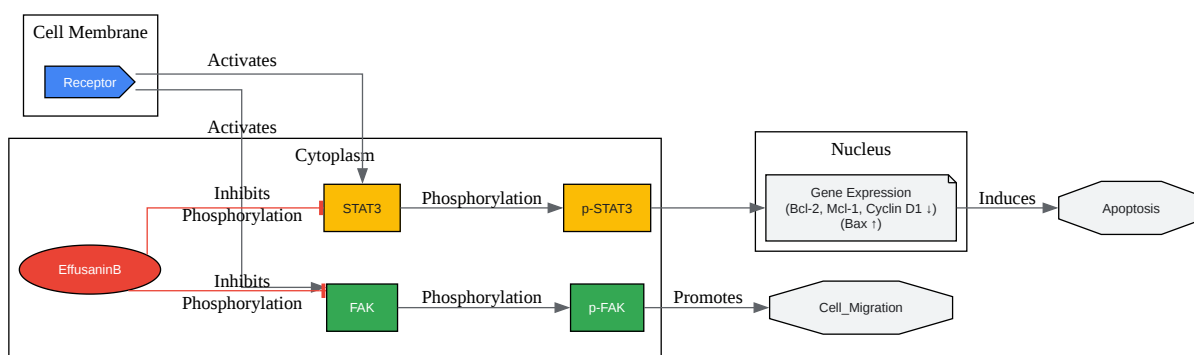 Cell Membrane
Receptor
Activates
Activates
Cytoplasm
Nucleus
Inhibits
Phosphorylation
STAT3
Phosphorylation
p-STAT3
Gene Expression
(Bcl-2, Mcl-1, Cyclin D1 ↓)
(Bax ↑)
Induces
Apoptosis
EffusaninB
Inhibits
Phosphorylation
FAK
Phosphorylation
p-FAK
Promotes
Cell_Migration